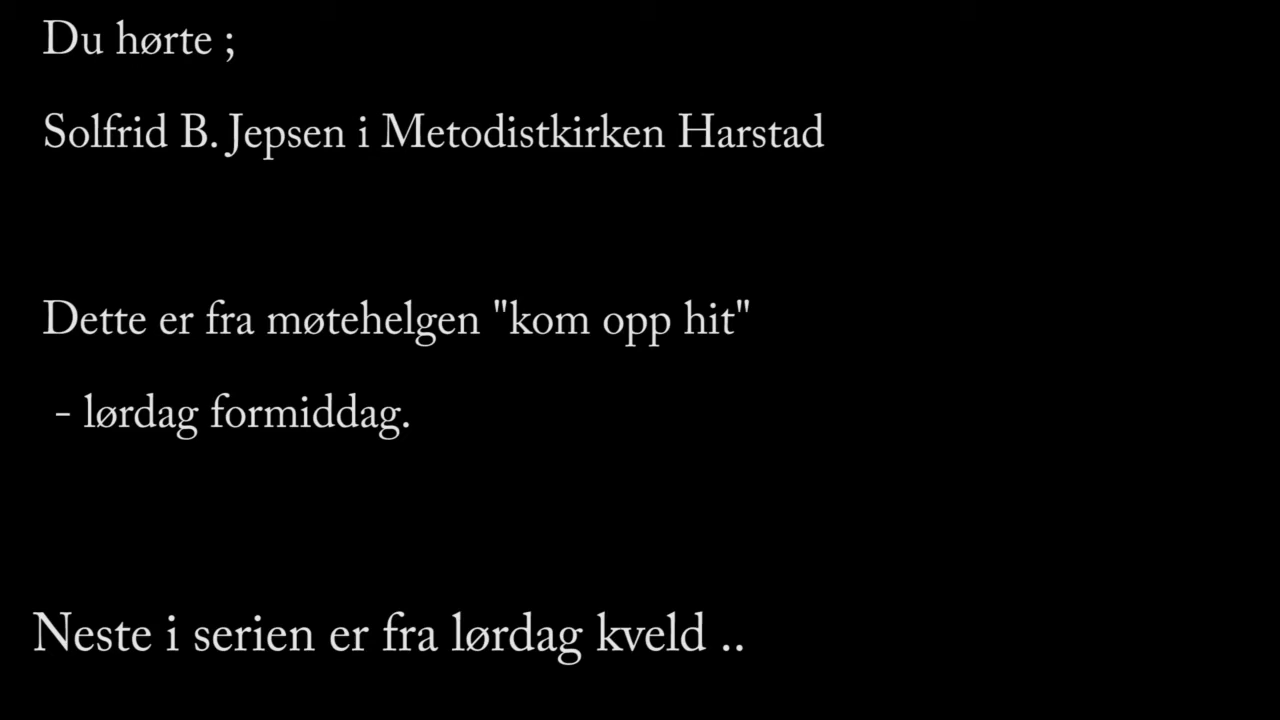 Du hørte ;
Solfrid B. Jepsen i Metodistkirken Harstad
Dette er fra møtehelgen "kom opp hit"
- lørdag formiddag.
Neste i serien er fra lørdag kveld ..